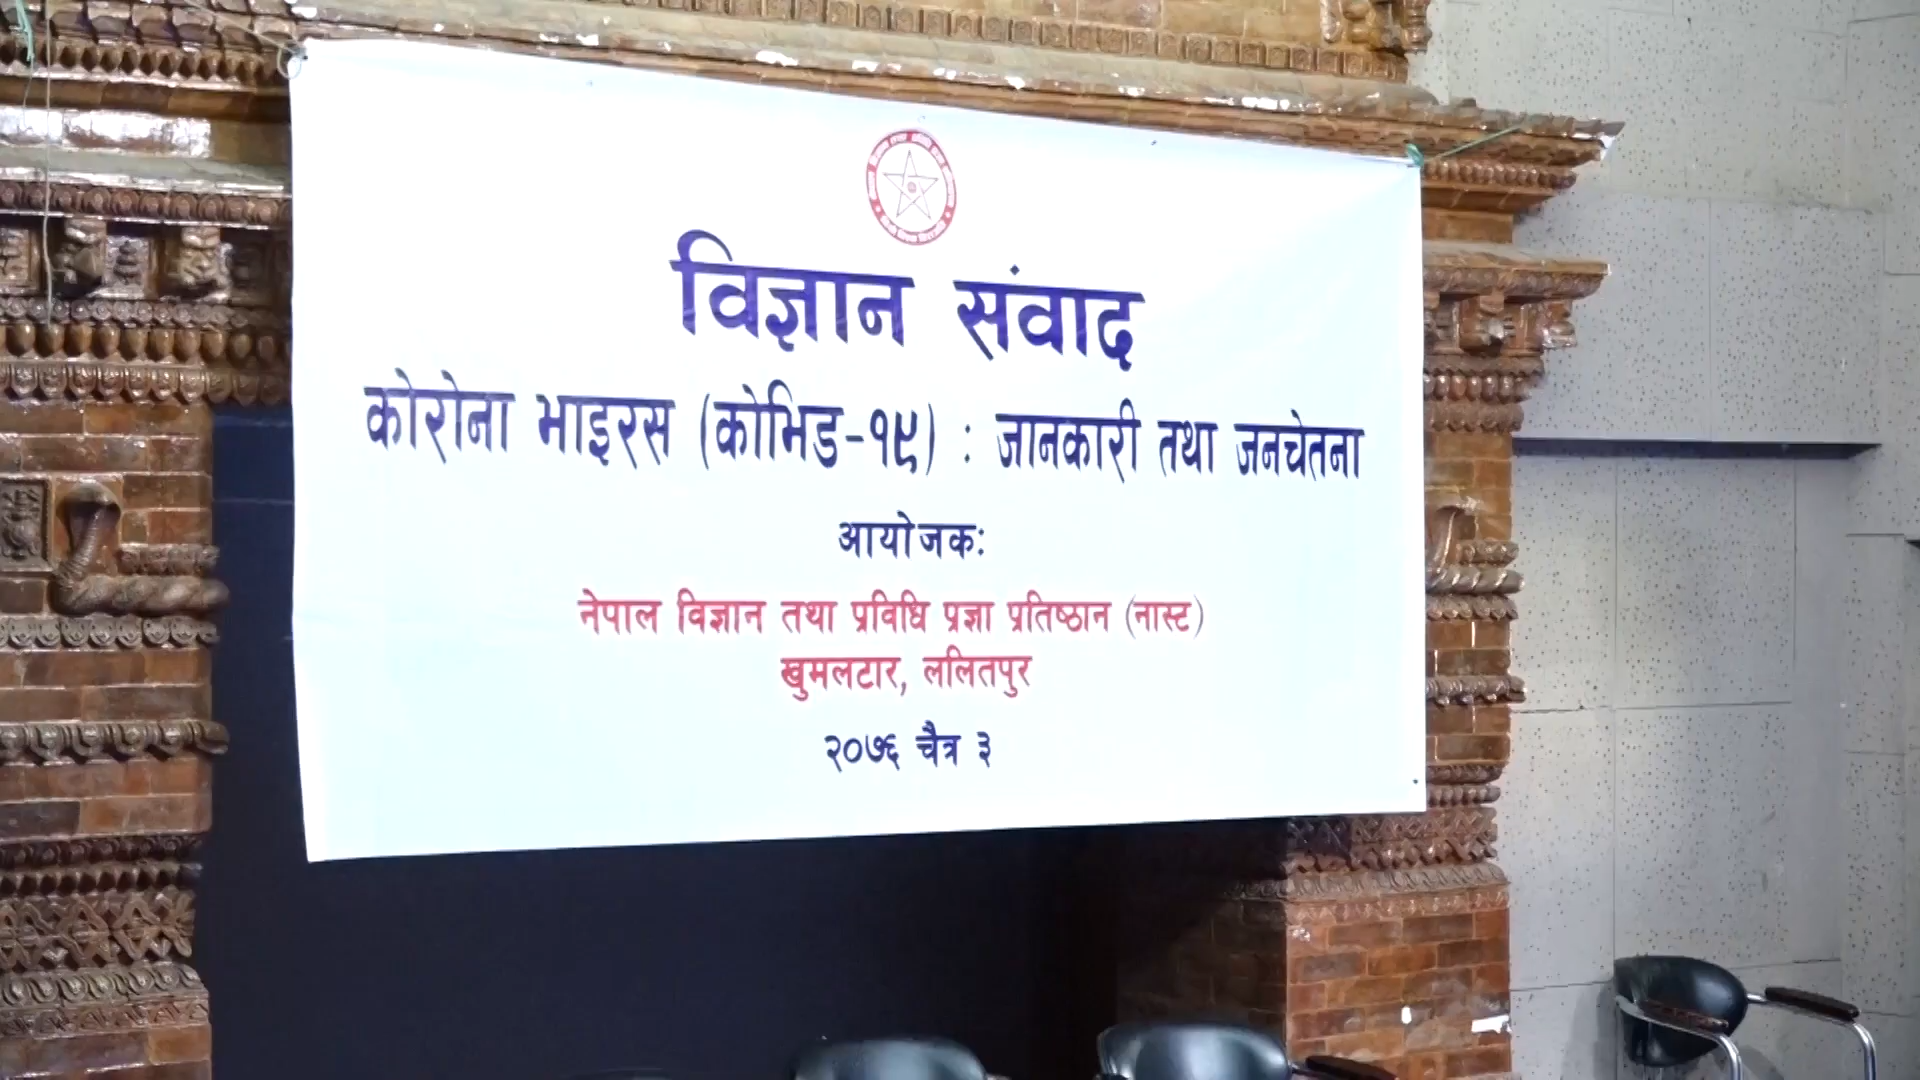 विज्ञान संवाद
कोरोना भाइरस (कोभिड-१९) : जानकारी तथा जनचेतना
आयोजकः
नेपाल विज्ञान तथा प्रविधि प्रज्ञा प्रतिष्ठान (नास्ट)
खुमलटार, ललितपुर
२०७६ चैत्र ३